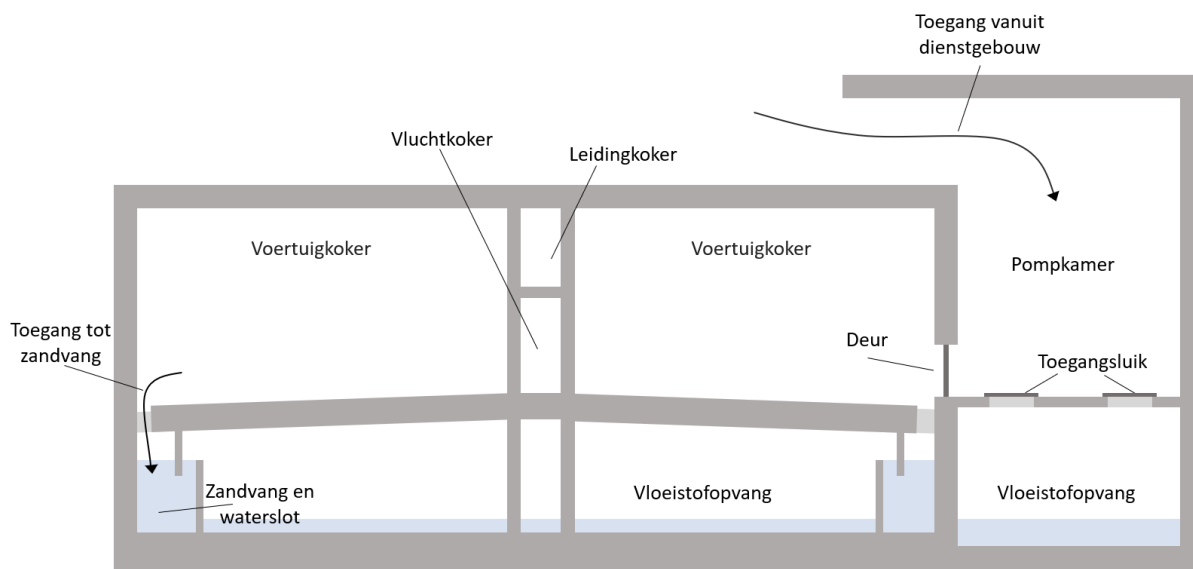 Toegang vanuit
dienstgebouw
Vluchtkoker
Leidingkoker
Voertuigkoker
Voertuigkoker
Pompkamer
Toegang tot
zandvang
Deur
Toegangsluik
Zandvang en
waterslot
Vloeistofopvang
Vloeistofopvang